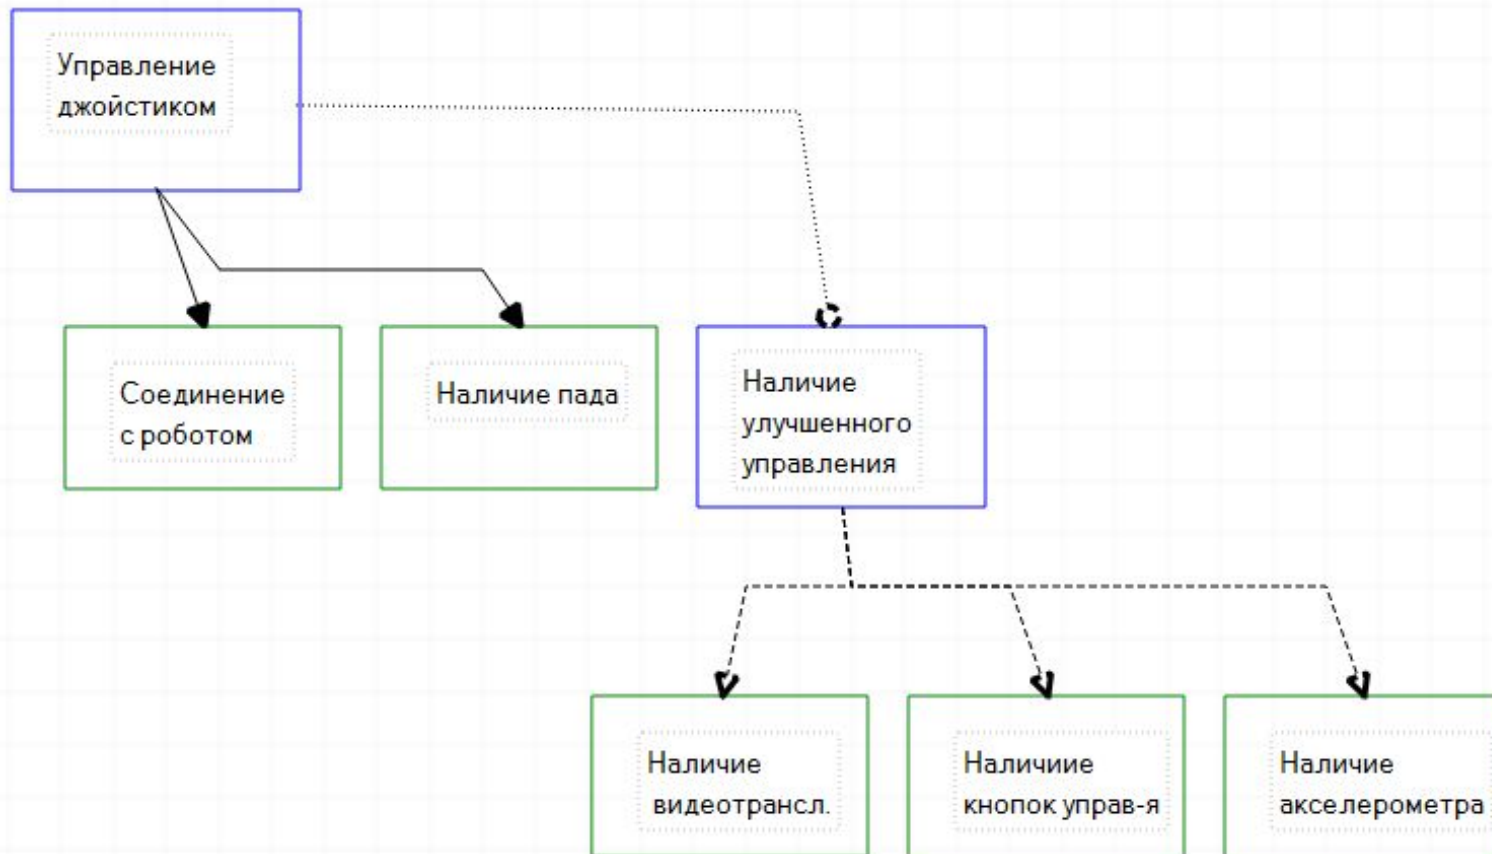 Управление
джойстиком
Соединение
с роботом
Наличие пада
Наличие
улучшенного
управления
Наличие
видеотрансл.
Наличиие
кнопок управ-я
Наличие
акселерометра